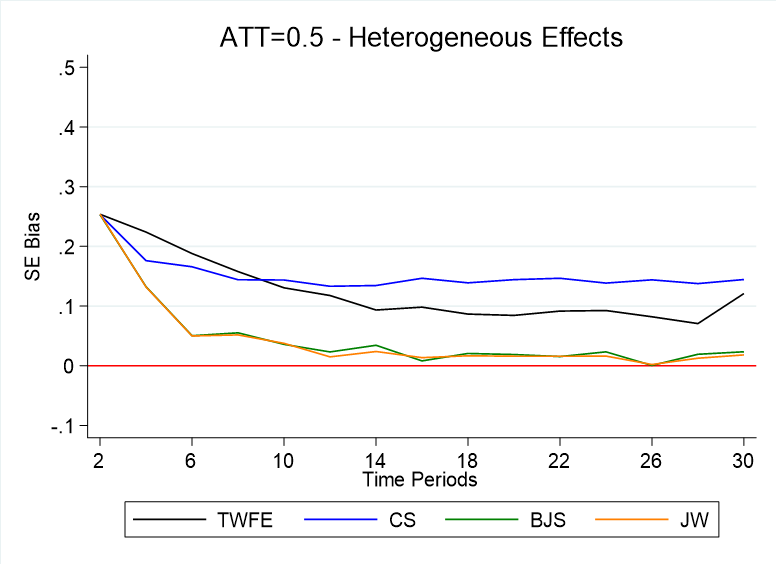 ATT=0.5 - Heterogeneous Effects
SE Bias
.5
.4
.3
.2
.1
0
-.1
2 6 10 14 18 22 26 30
Time Periods
TWFE CS BJS JW